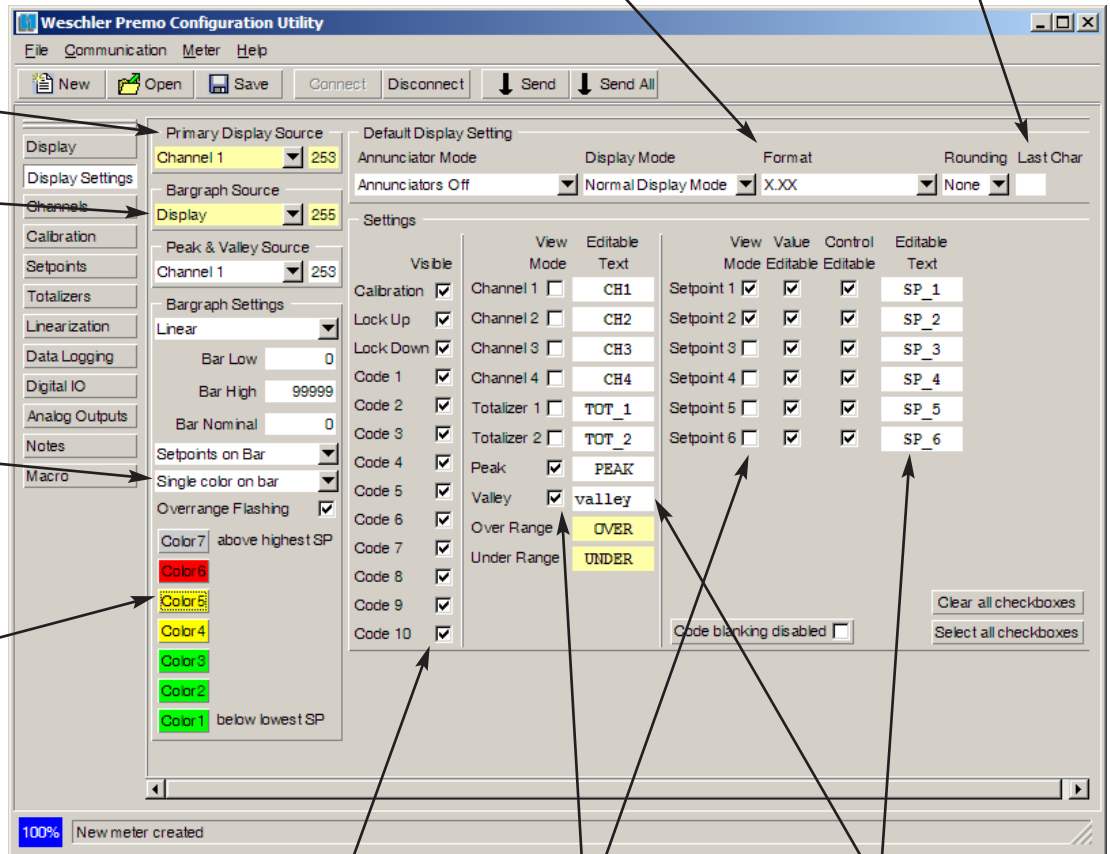 Weschler Premo Configuration Utility
File Communication Meter Help
New Open Save Connect Disconnect Send Send All
Display
Display Settings
Channels
Calibration
Setpoints
Totalizers
Linearization
Data Logging
Digital IO
Analog Outputs
Notes
Macro
Primary Display Source
Channel 1 253
Bargraph Source
Display 255
Peak & Valley Source
Channel 1 253
Bargraph Settings
Linear
Bar Low 0
Bar High 99999
Bar Nominal 0
Setpoints on Bar
Single color on bar
Overrange Flashing
Color7 above highest SP
Color6
Color5
Color4
Color3
Color2
Color1 below lowest SP
Default Display Setting
Annunciator Mode Display Mode Format Rounding Last Char
Annunciators Off Normal Display Mode X.XX None
Settings
Visible
Calibration
Lock Up
Lock Down
Code 1
Code 2
Code 3
Code 4
Code 5
Code 6
Code 7
Code 8
Code 9
Code 10
View Editable
Mode Text
Channel 1 CH1
Channel 2 CH2
Channel 3 CH3
Channel 4 CH4
Totalizer 1 TOT_1
Totalizer 2 TOT_2
Peak PEAK
Valley valley
Over Range OVER
Under Range UNDER
View Value Control Editable
Mode Editable Editable Text
Setpoint 1 SP_1
Setpoint 2 SP_2
Setpoint 3 SP_3
Setpoint 4 SP_4
Setpoint 5 SP_5
Setpoint 6 SP_6
Clear all checkboxes
Code blanking disabled Select all checkboxes
100% New meter created